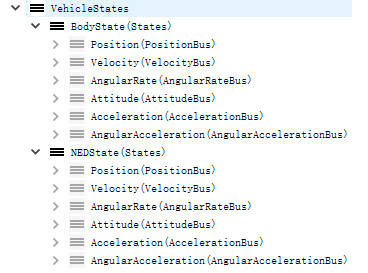 VehicleStates
BodyState(States)
Position(PositionBus)
Velocity(VelocityBus)
AngularRate(AngularRateBus)
Attitude(AttitudeBus)
Acceleration(AccelerationBus)
AngularAcceleration(AngularAccelerationBus)
NEDState(States)
Position(PositionBus)
Velocity(VelocityBus)
AngularRate(AngularRateBus)
Attitude(AttitudeBus)
Acceleration(AccelerationBus)
AngularAcceleration(AngularAccelerationBus)